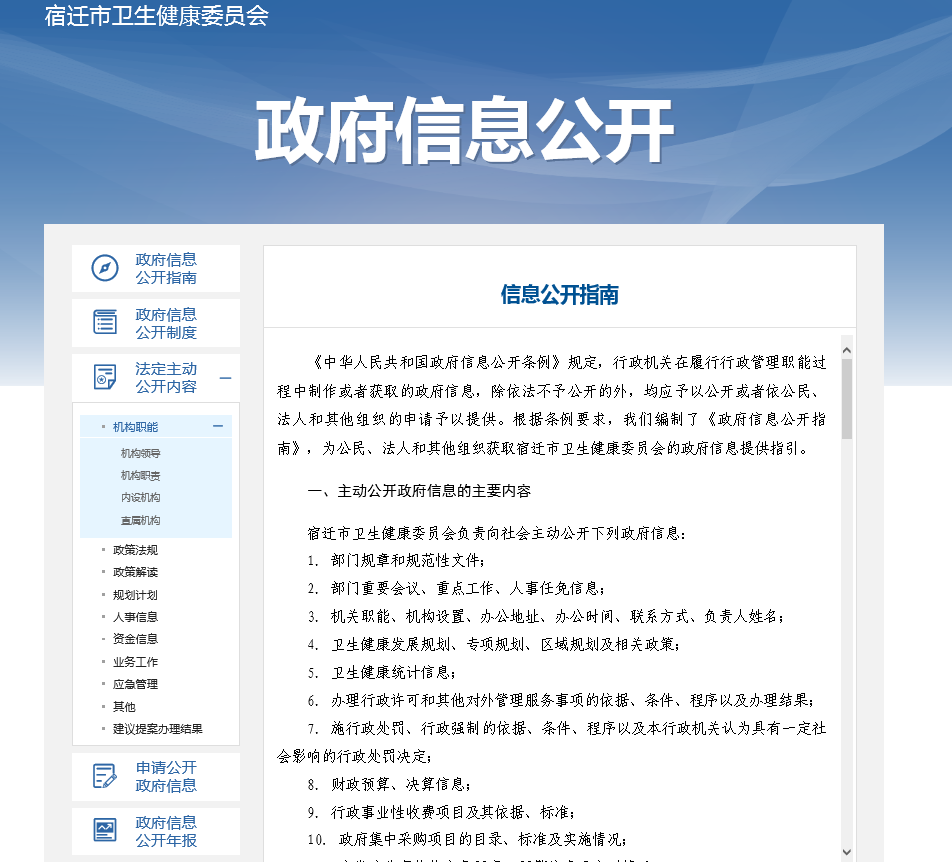 宿迁市卫生健康委员会
政府信息公开
政府信息
公开指南
政府信息
公开制度
法定主动
公开内容
机构职能
机构领导
机构职责
内设机构
直属机构
政策法规
政策解读
规划计划
人事信息
资金信息
业务工作
应急管理
其他
建议提案办理结果
申请公开
政府信息
政府信息
公开年报
信息公开指南
《中华人民共和国政府信息公开条例》规定，行政机关在履行行政管理职能过
程中制作或者获取的政府信息，除依法不予公开的外，均应予以公开或者依公民、
法人和其他组织的申请予以提供。根据条例要求，我们编制了《政府信息公开指
南》，为公民、法人和其他组织获取宿迁市卫生健康委员会的政府信息提供指引。
一、主动公开政府信息的主要内容
宿迁市卫生健康委员会负责向社会主动公开下列政府信息：
1. 部门规章和规范性文件；
2. 部门重要会议、重点工作、人事任免信息；
3. 机关职能、机构设置、办公地址、办公时间、联系方式、负责人姓名；
4. 卫生健康发展规划、专项规划、区域规划及相关政策；
5. 卫生健康统计信息；
6. 办理行政许可和其他对外管理服务事项的依据、条件、程序以及办理结果；
7. 施行政处罚、行政强制的依据、条件、程序以及本行政机关认为具有一定社
会影响的行政处罚决定；
8. 财政预算、决算信息；
9. 行政事业性收费项目及其依据、标准；
10. 政府集中采购项目的目录、标准及实施情况；